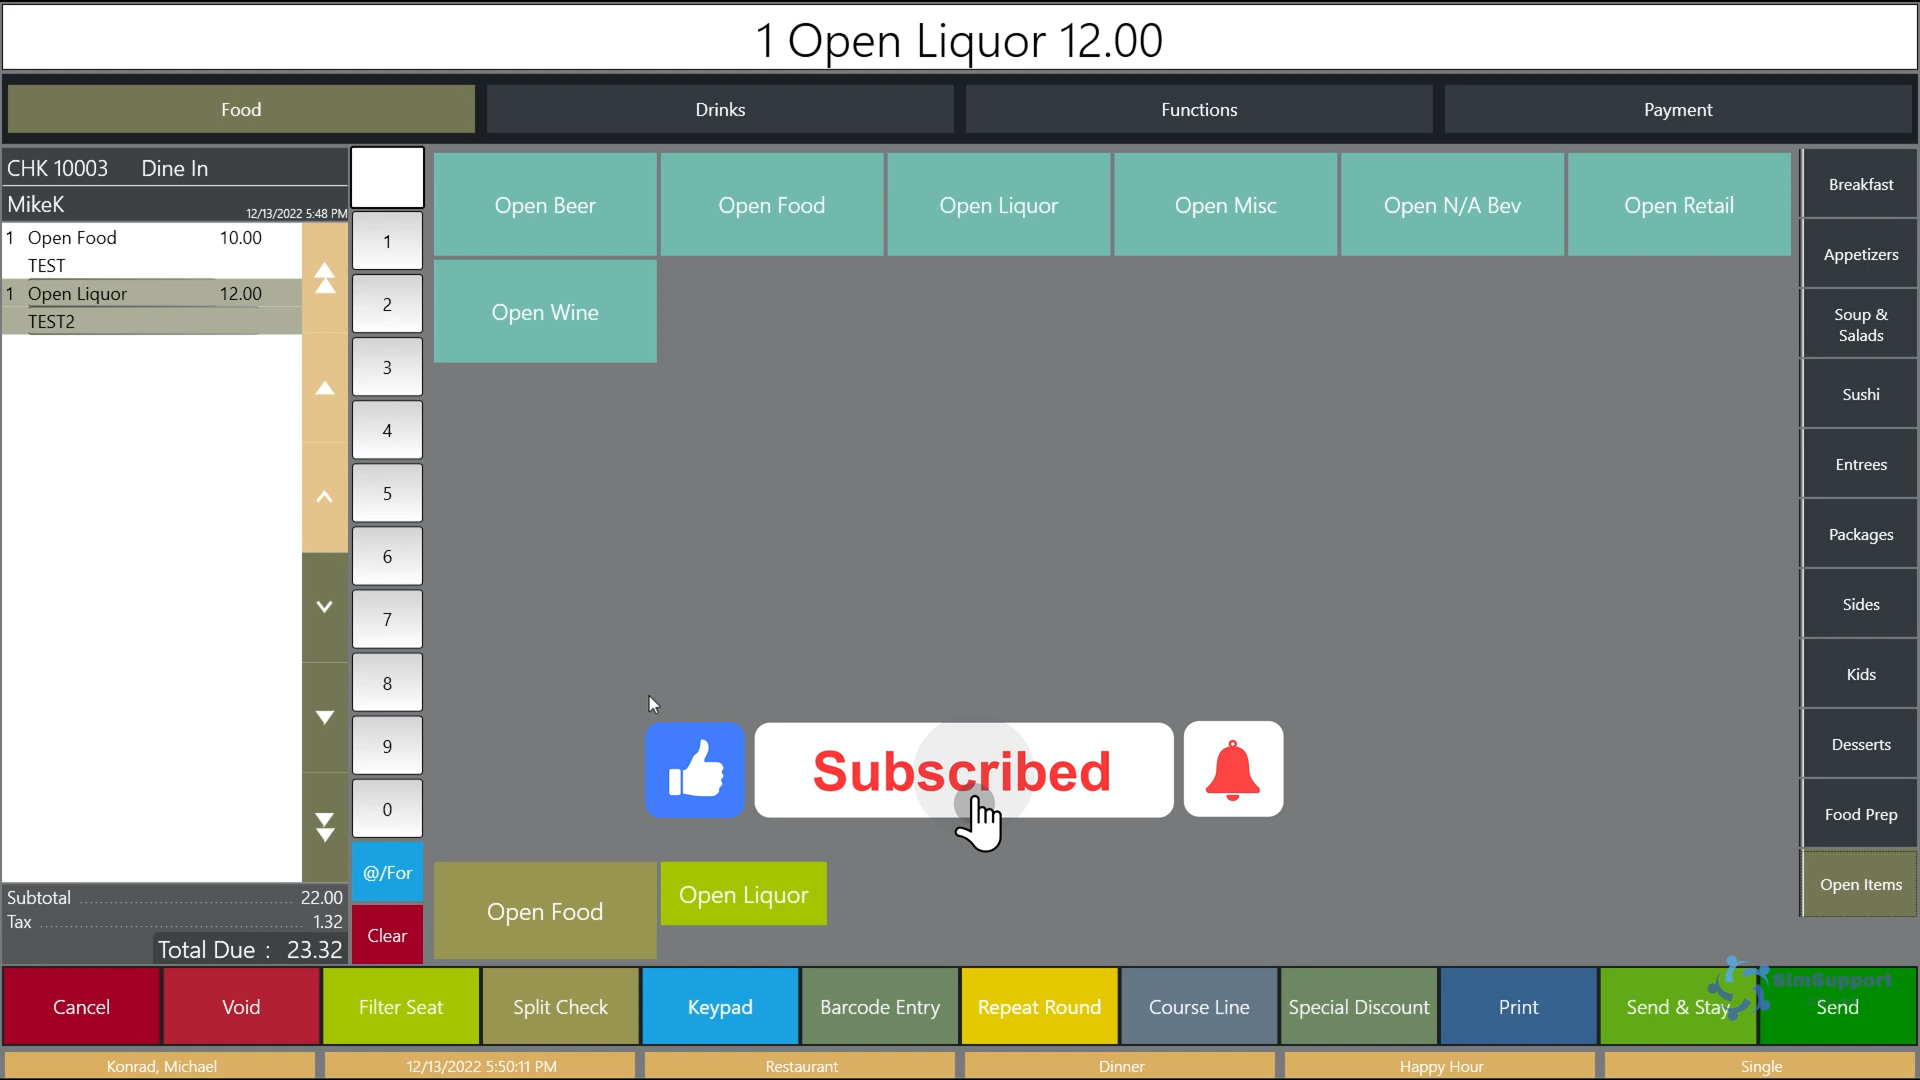 1 Open Liquor 12.00
Food
Drinks
Functions
Payment
CHK 10003 Dine In
MikeK
12/13/2022 5:48 PM
1 Open Food 10.00
TEST
1 Open Liquor 12.00
TEST2
Subtotal 22.00
Tax 1.32
Total Due : 23.32
1
2
3
4
5
6
7
8
9
0
@/For
Clear
Open Beer
Open Food
Open Liquor
Open Misc
Open N/A Bev
Open Retail
Open Wine
Subscribed
Open Food
Open Liquor
Breakfast
Appetizers
Soup &
Salads
Sushi
Entrees
Packages
Sides
Kids
Desserts
Food Prep
Open Items
Cancel
Void
Filter Seat
Split Check
Keypad
Barcode Entry
Repeat Round
Course Line
Special Discount
Print
Send & Stay
Send
SimSupport
Konrad, Michael
12/13/2022 5:50:11 PM
Restaurant
Dinner
Happy Hour
Single